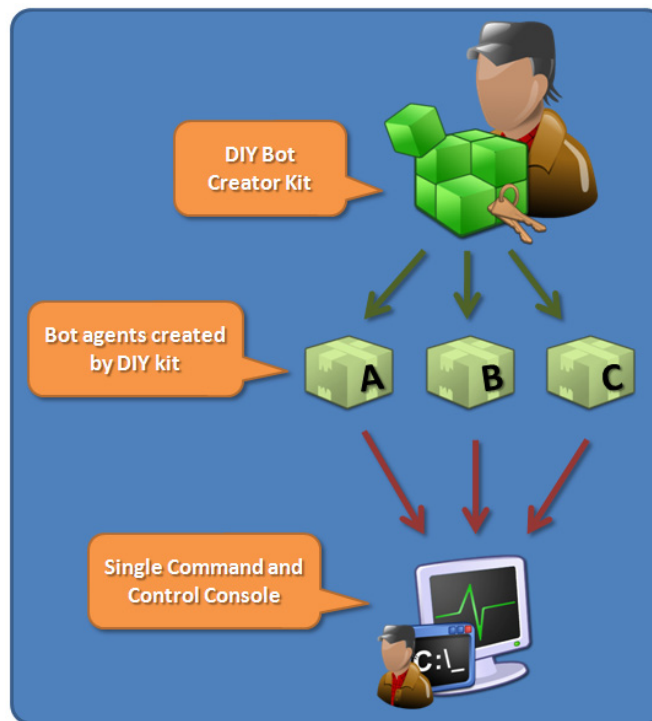 DIY Bot
Creator Kit
Bot agents created
by DIY kit
A
B
C
Single Command and
Control Console
C:\_